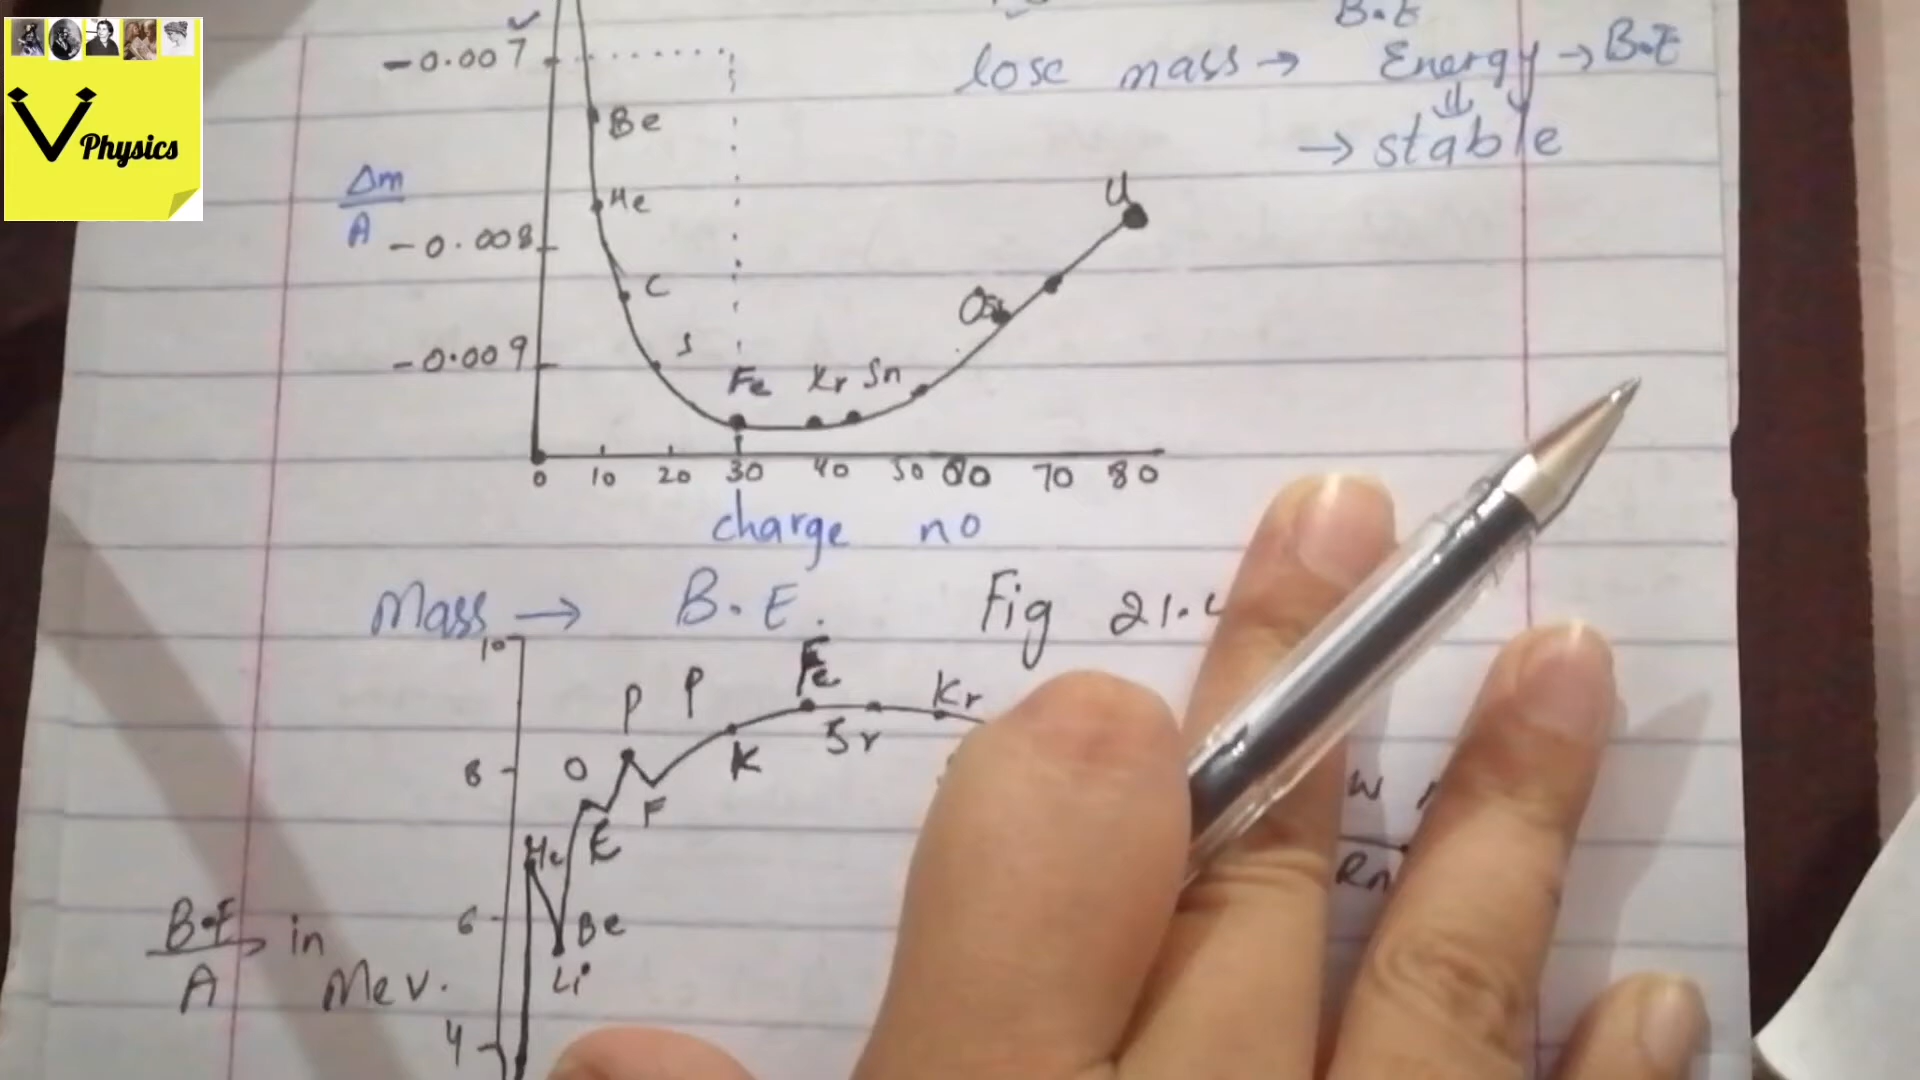 V Physics
B.E
-0.007
lose mass → Energy → B.E
Be
→ stable
Δm
A
He
-0.008
C
-0.009
S
Fe Kr Sn
Os
U
0 10 20 30 40 50 60 70 80
charge no
Mass → B.E. Fig 21.
10
P P Fe Kr
Sr
K
8
O
F
E
He
6
Be
Li
B.E in
A MeV.
4
W
Rn